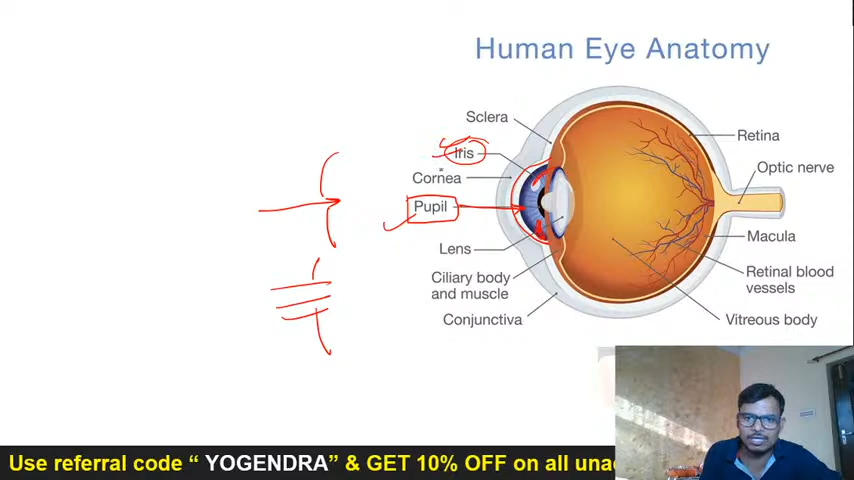 Human Eye Anatomy
Sclera
Iris
Cornea
Pupil
Lens
Ciliary body
and muscle
Conjunctiva
Retina
Optic nerve
Macula
Retinal blood
vessels
Vitreous body
Use referral code “ YOGENDRA” & GET 10% OFF on all